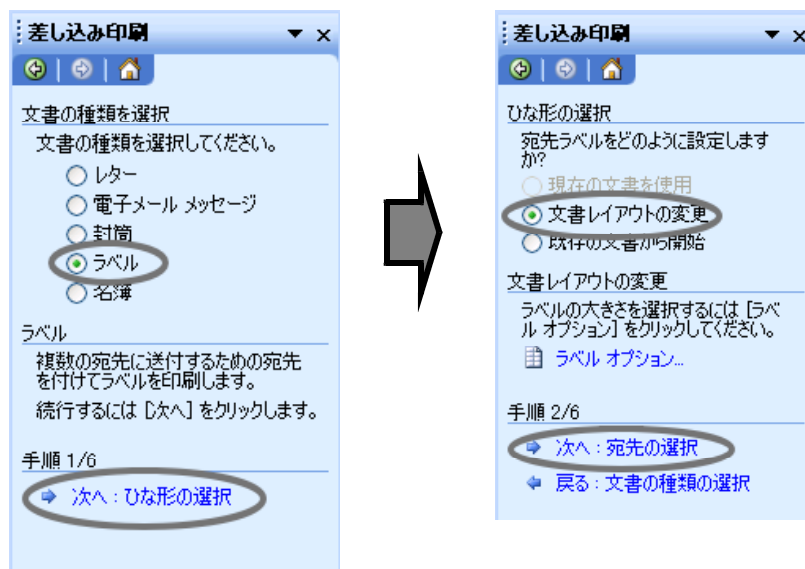 差し込み印刷
文書の種類を選択
文書の種類を選択してください。
レター
電子メール メッセージ
封筒
ラベル
名簿
ラベル
複数の宛先に送付するための宛先
を付けてラベルを印刷します。
続行するには [次へ] をクリックします。
手順 1/6
次へ : ひな形の選択
差し込み印刷
ひな形の選択
宛先ラベルをどのように設定します
か?
現在の文書を使用
文書レイアウトの変更
既存の文書から開始
文書レイアウトの変更
ラベルの大きさを選択するには [ラベ
ル オプション] をクリックしてください。
ラベル オプション...
手順 2/6
次へ : 宛先の選択
戻る : 文書の種類の選択